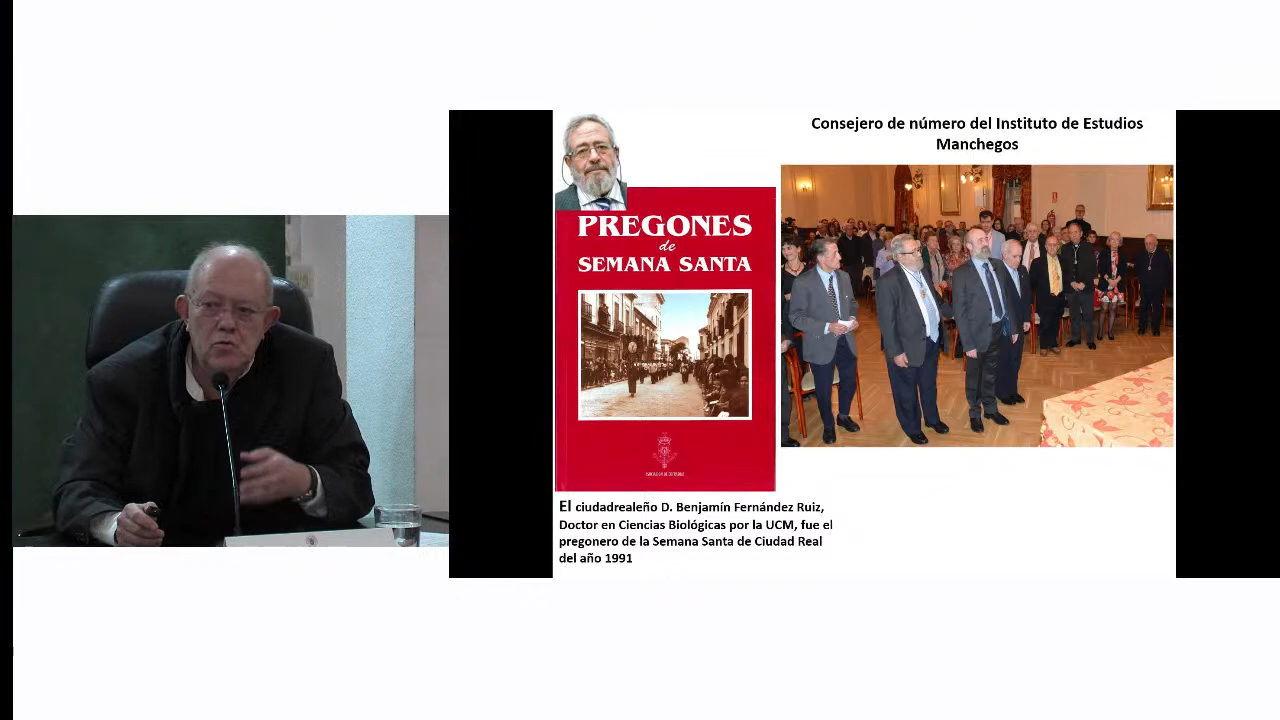 Consejero de número del Instituto de Estudios
Manchegos
PREGONES
de
SEMANA SANTA
El ciudadrealeño D. Benjamín Fernández Ruiz,
Doctor en Ciencias Biológicas por la UCM, fue el
pregonero de la Semana Santa de Ciudad Real
del año 1991